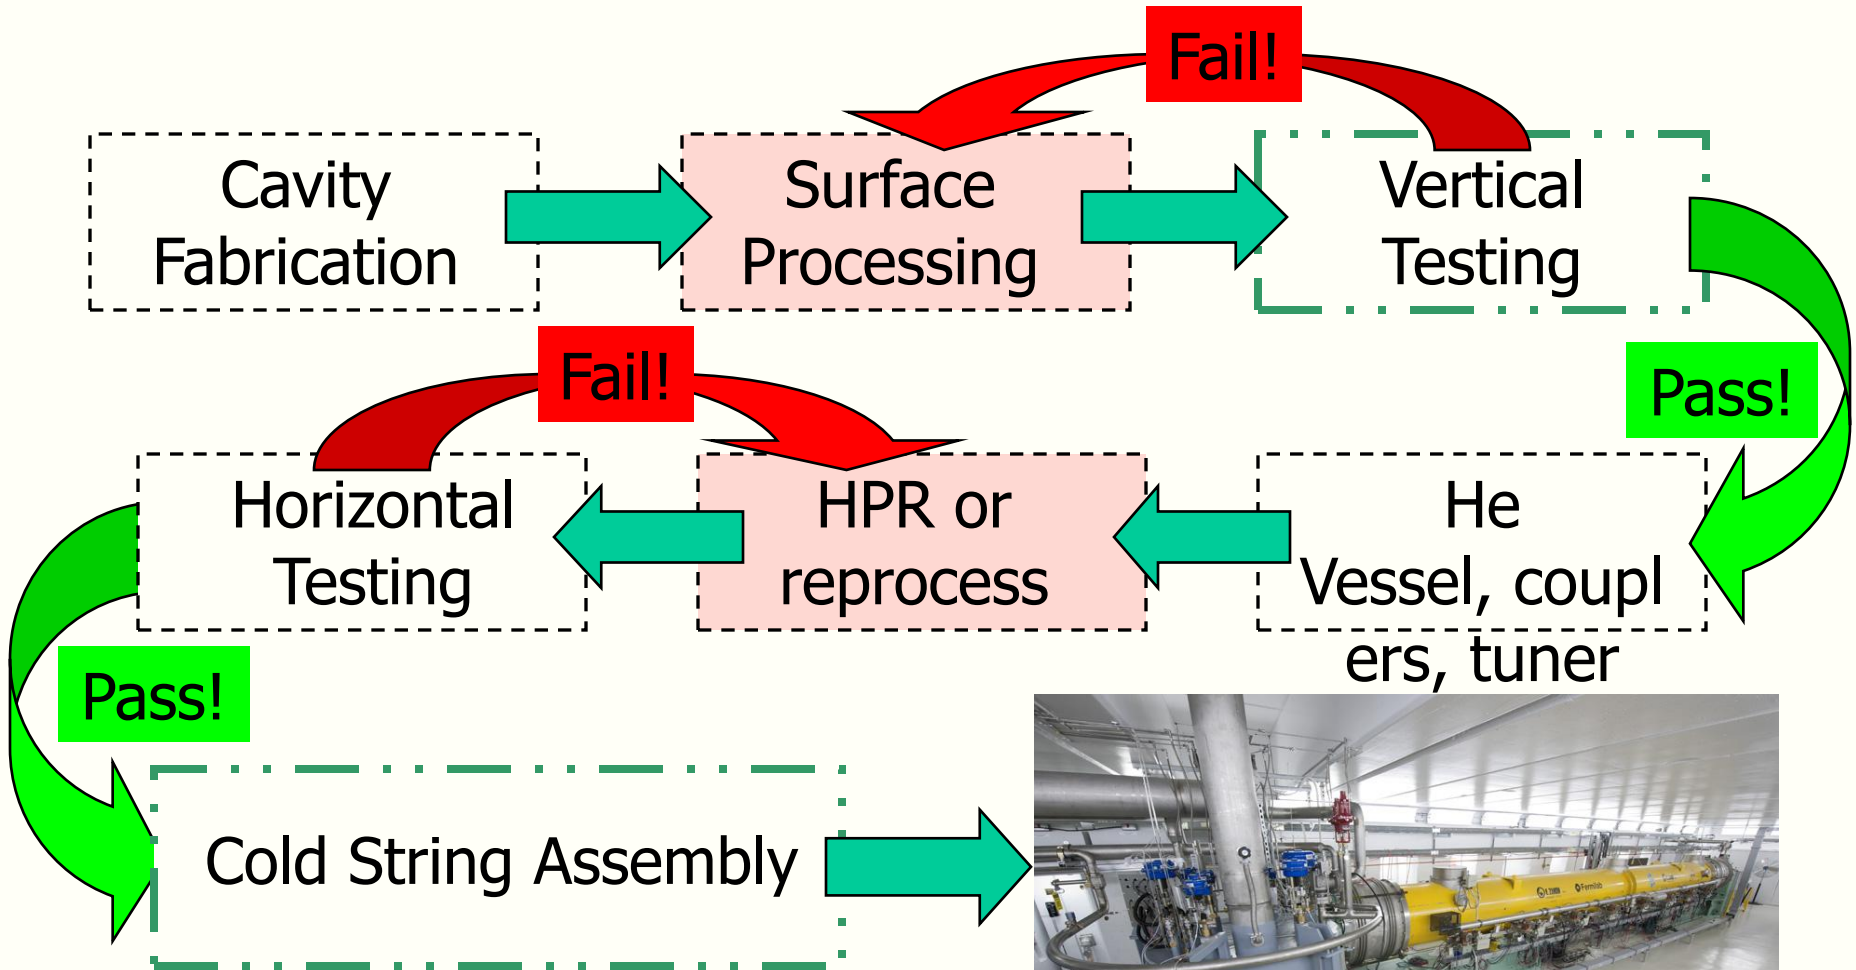 Fail!
Cavity
Fabrication
Surface
Processing
Vertical
Testing
Fail!
Pass!
Horizontal
Testing
HPR or
reprocess
He
Vessel, coupl
ers, tuner
Pass!
Cold String Assembly
Fermilab